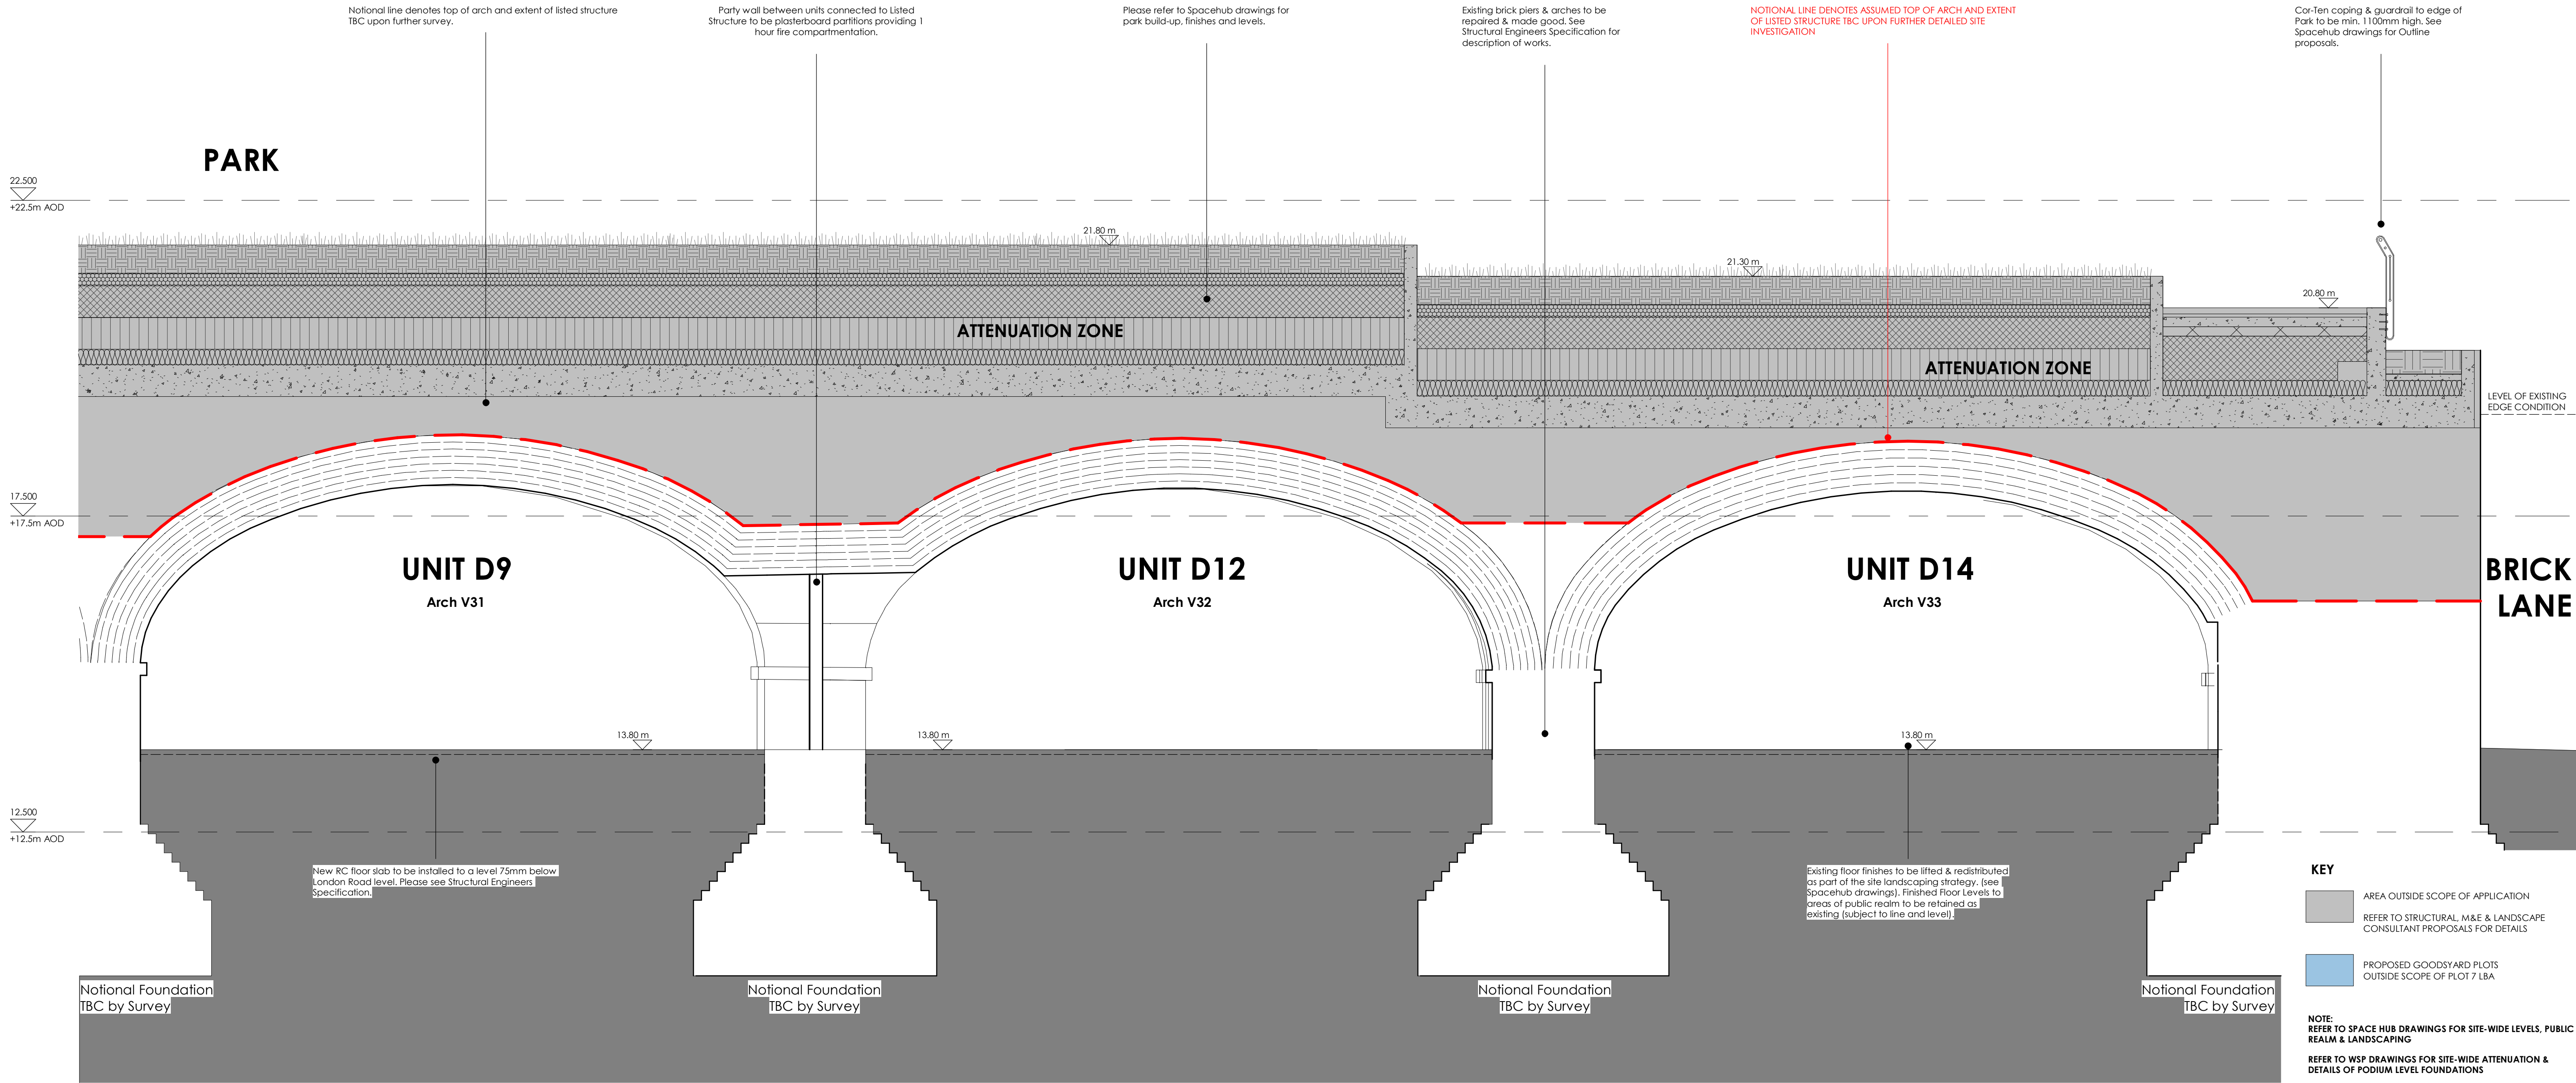 Notional line denotes top of arch and extent of listed structure
TBC upon further survey.
Party wall between units connected to Listed
Structure to be plasterboard partitions providing 1
hour fire compartmentation.
Please refer to Spacehub drawings for
park build-up, finishes and levels.
Existing brick piers & arches to be
repaired & made good. See
Structural Engineers Specification for
description of works.
NOTIONAL LINE DENOTES ASSUMED TOP OF ARCH AND EXTENT
OF LISTED STRUCTURE TBC UPON FURTHER DETAILED SITE
INVESTIGATION
Cor-Ten coping & guardrail to edge of
Park to be min. 1100mm high. See
Spacehub drawings for Outline
proposals.
PARK
22.500
+22.5m AOD
21.80 m
21.30 m
20.80 m
ATTENUATION ZONE
ATTENUATION ZONE
LEVEL OF EXISTING
EDGE CONDITION
17.500
+17.5m AOD
UNIT D9
Arch V31
UNIT D12
Arch V32
UNIT D14
Arch V33
BRICK
LANE
13.80 m
13.80 m
13.80 m
12.500
+12.5m AOD
New RC floor slab to be installed to a level 75mm below
London Road level. Please see Structural Engineers
Specification.
Existing floor finishes to be lifted & redistributed
as part of the site landscaping strategy. (see
Spacehub drawings). Finished Floor Levels to
areas of public realm to be retained as
existing (subject to line and level).
Notional Foundation
TBC by Survey
Notional Foundation
TBC by Survey
Notional Foundation
TBC by Survey
Notional Foundation
TBC by Survey
KEY
AREA OUTSIDE SCOPE OF APPLICATION
REFER TO STRUCTURAL, M&E & LANDSCAPE
CONSULTANT PROPOSALS FOR DETAILS
PROPOSED GOODSYARD PLOTS
OUTSIDE SCOPE OF PLOT 7 LBA
NOTE:
REFER TO SPACE HUB DRAWINGS FOR SITE-WIDE LEVELS, PUBLIC
REALM & LANDSCAPING
REFER TO WSP DRAWINGS FOR SITE-WIDE ATTENUATION &
DETAILS OF PODIUM LEVEL FOUNDATIONS